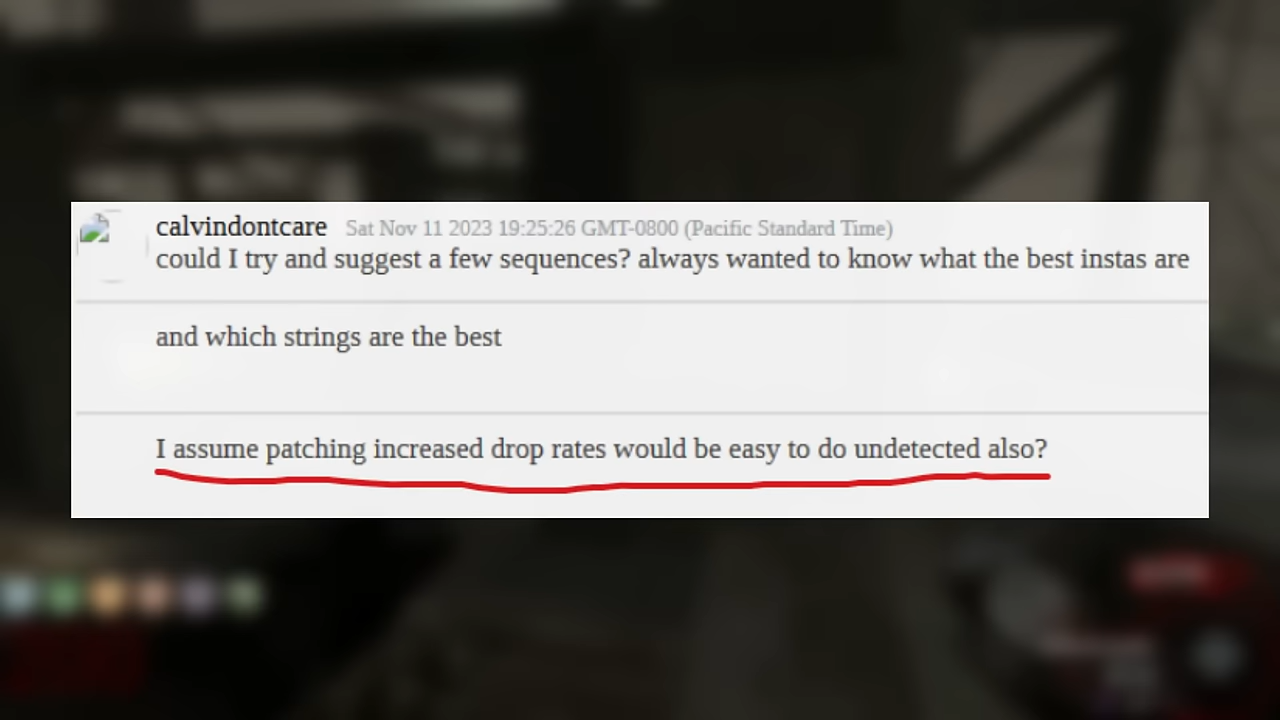 calvindontcare Sat Nov 11 2023 19:25:26 GMT-0800 (Pacific Standard Time)
could I try and suggest a few sequences? always wanted to know what the best instas are
and which strings are the best
I assume patching increased drop rates would be easy to do undetected also?